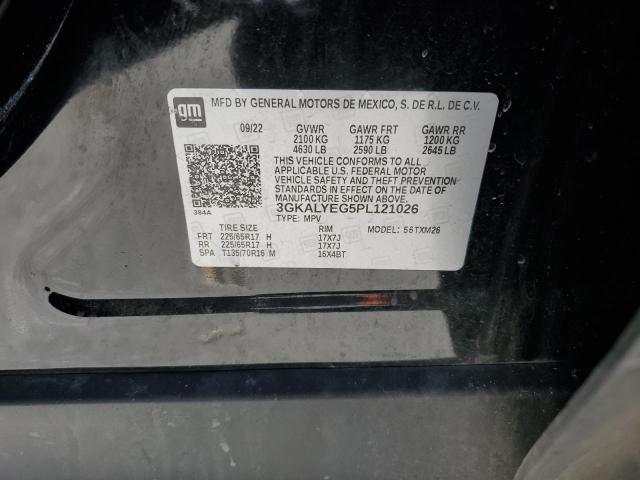 gm
MFD BY GENERAL MOTORS DE MEXICO, S. DE R.L. DE C.V.
09/22 GVWR GAWR FRT GAWR RR
2100 KG 1175 KG 1200 KG
4630 LB 2590 LB 2645 LB
THIS VEHICLE CONFORMS TO ALL
APPLICABLE U.S. FEDERAL MOTOR
VEHICLE SAFETY AND THEFT PREVENTION
STANDARDS IN EFFECT ON THE DATE OF
MANUFACTURE SHOWN ABOVE.
384A 3GKALYEG5PL121026
TYPE: MPV
TIRE SIZE RIM MODEL: 56TXM26
FRT 225/65R17 H 17X7J
RR 225/65R17 H 17X7J
SPA T135/70R16 M 16X4BT